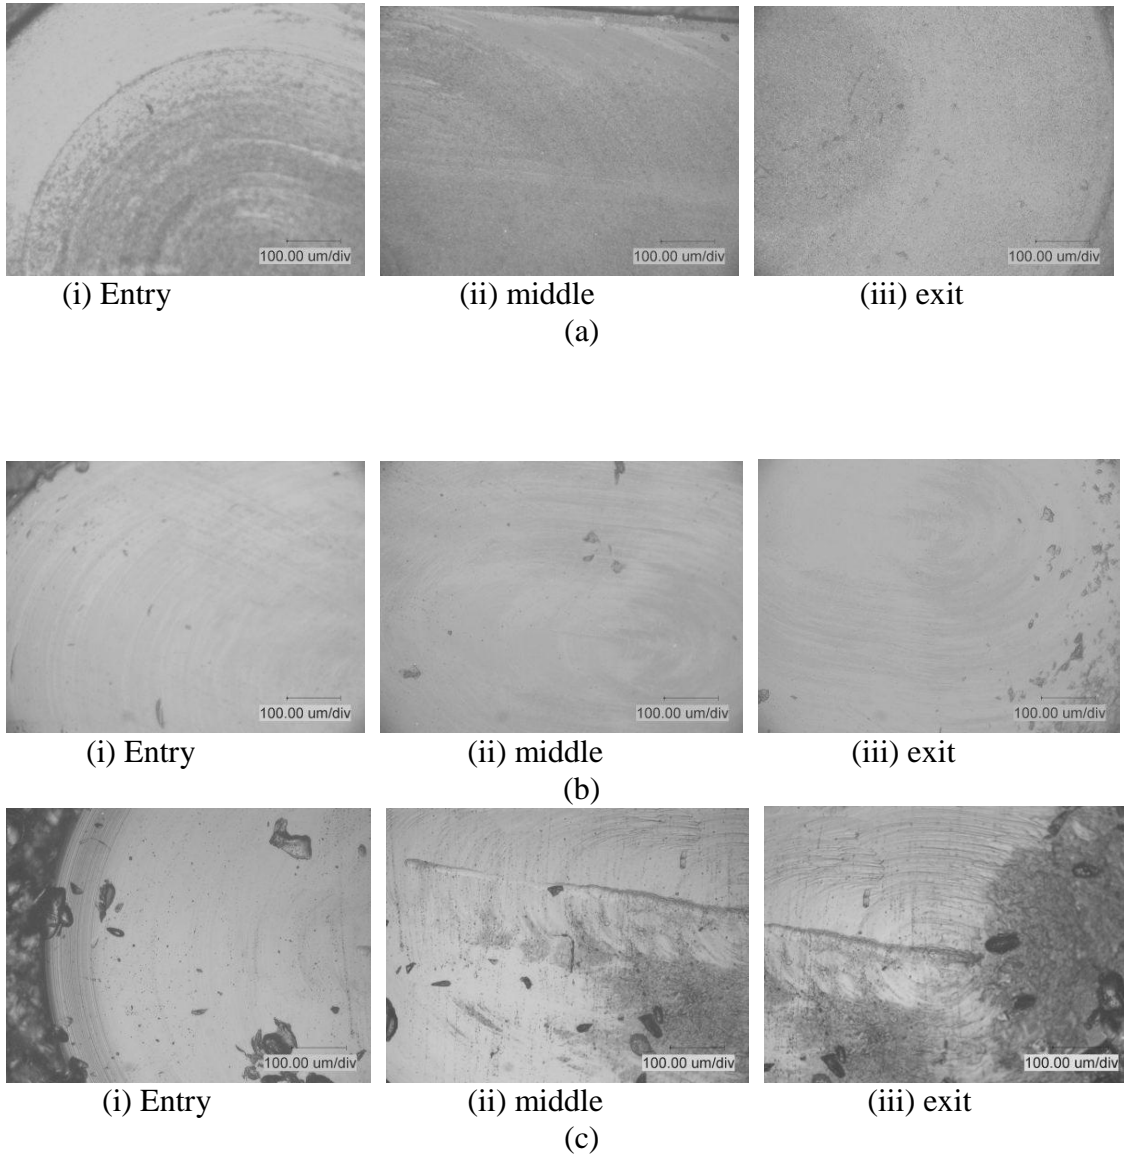 100.00 um/div 100.00 um/div 100.00 um/div
(i) Entry (ii) middle (iii) exit
(a)
100.00 um/div 100.00 um/div 100.00 um/div
(i) Entry (ii) middle (iii) exit
(b)
100.00 um/div 100.00 um/div 100.00 um/div
(i) Entry (ii) middle (iii) exit
(c)